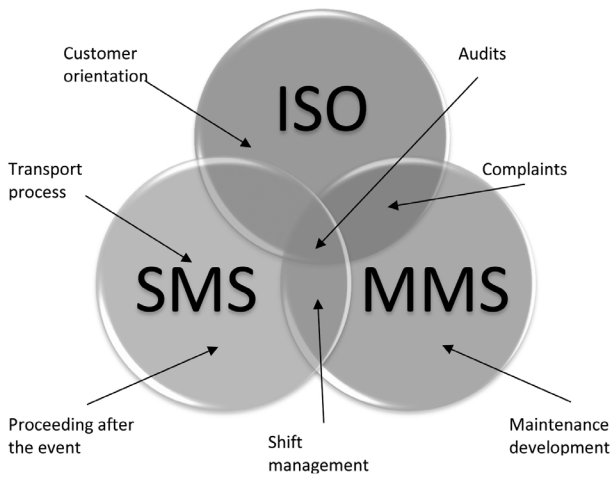 Customer
orientation
Audits
ISO
Transport
process
Complaints
SMS
MMS
Proceeding after
the event
Shift
management
Maintenance
development